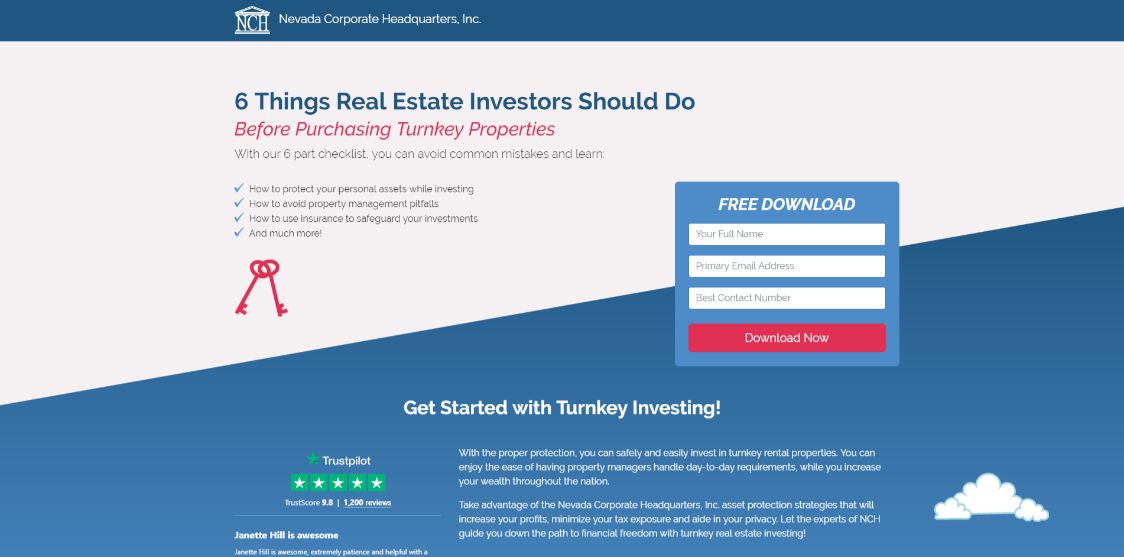 NCH
Nevada Corporate Headquarters, Inc.
6 Things Real Estate Investors Should Do
Before Purchasing Turnkey Properties
With our 6 part checklist, you can avoid common mistakes and learn:
How to protect your personal assets while investing
How to avoid property management pitfalls
How to use insurance to safeguard your investments
And much more!
FREE DOWNLOAD
Your Full Name
Primary Email Address
Best Contact Number
Download Now
Get Started with Turnkey Investing!
Trustpilot
TrustScore 9.8 | 1,200 reviews
Janette Hill is awesome
Janette Hill is awesome, extremely patience and helpful with a
With the proper protection, you can safely and easily invest in turnkey rental properties. You can
enjoy the ease of having property managers handle day-to-day requirements, while you increase
your wealth throughout the nation.
Take advantage of the Nevada Corporate Headquarters, Inc. asset protection strategies that will
increase your profits, minimize your tax exposure and aide in your privacy. Let the experts of NCH
guide you down the path to financial freedom with turnkey real estate investing!